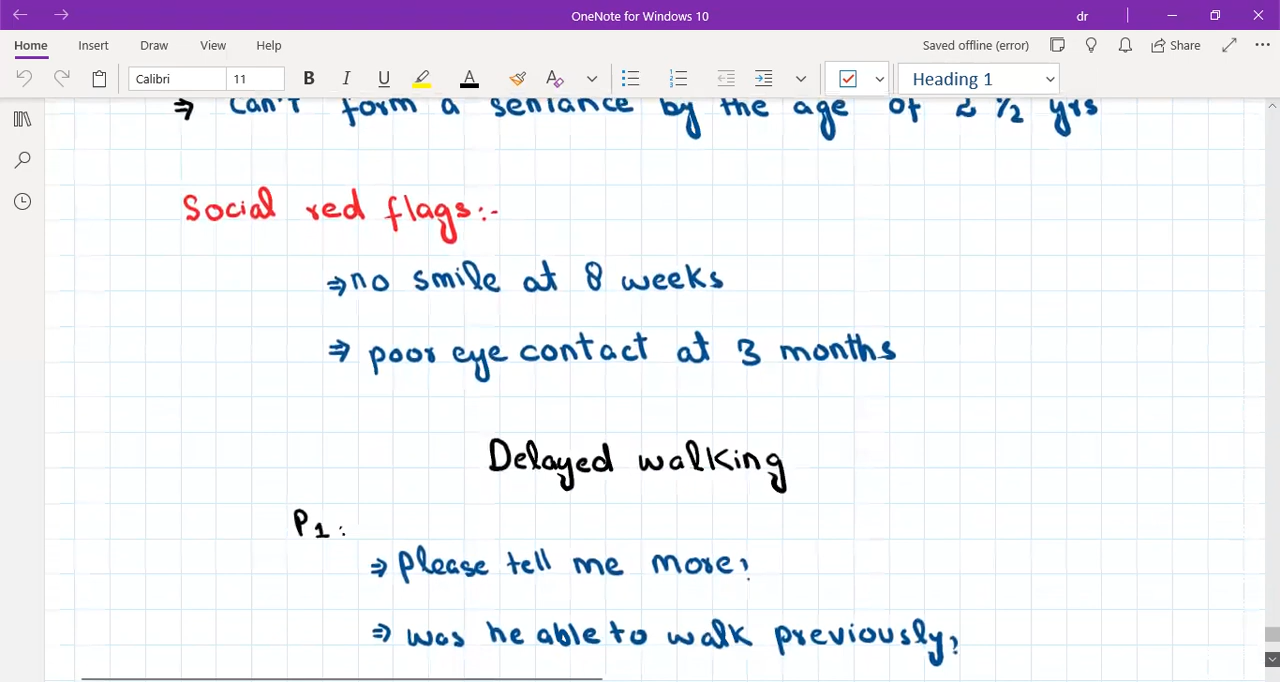 OneNote for Windows 10
dr
Home Insert Draw View Help
Saved offline (error)
Share
Calibri 11 B I U A A Heading 1
⇒ can't form a sentance by the age of 2 1/2 yrs
Social red flags:-
⇒ no smile at 8 weeks
⇒ poor eye contact at 3 months
Delayed walking
P1:
⇒ please tell me more?
⇒ was he able to walk previously?